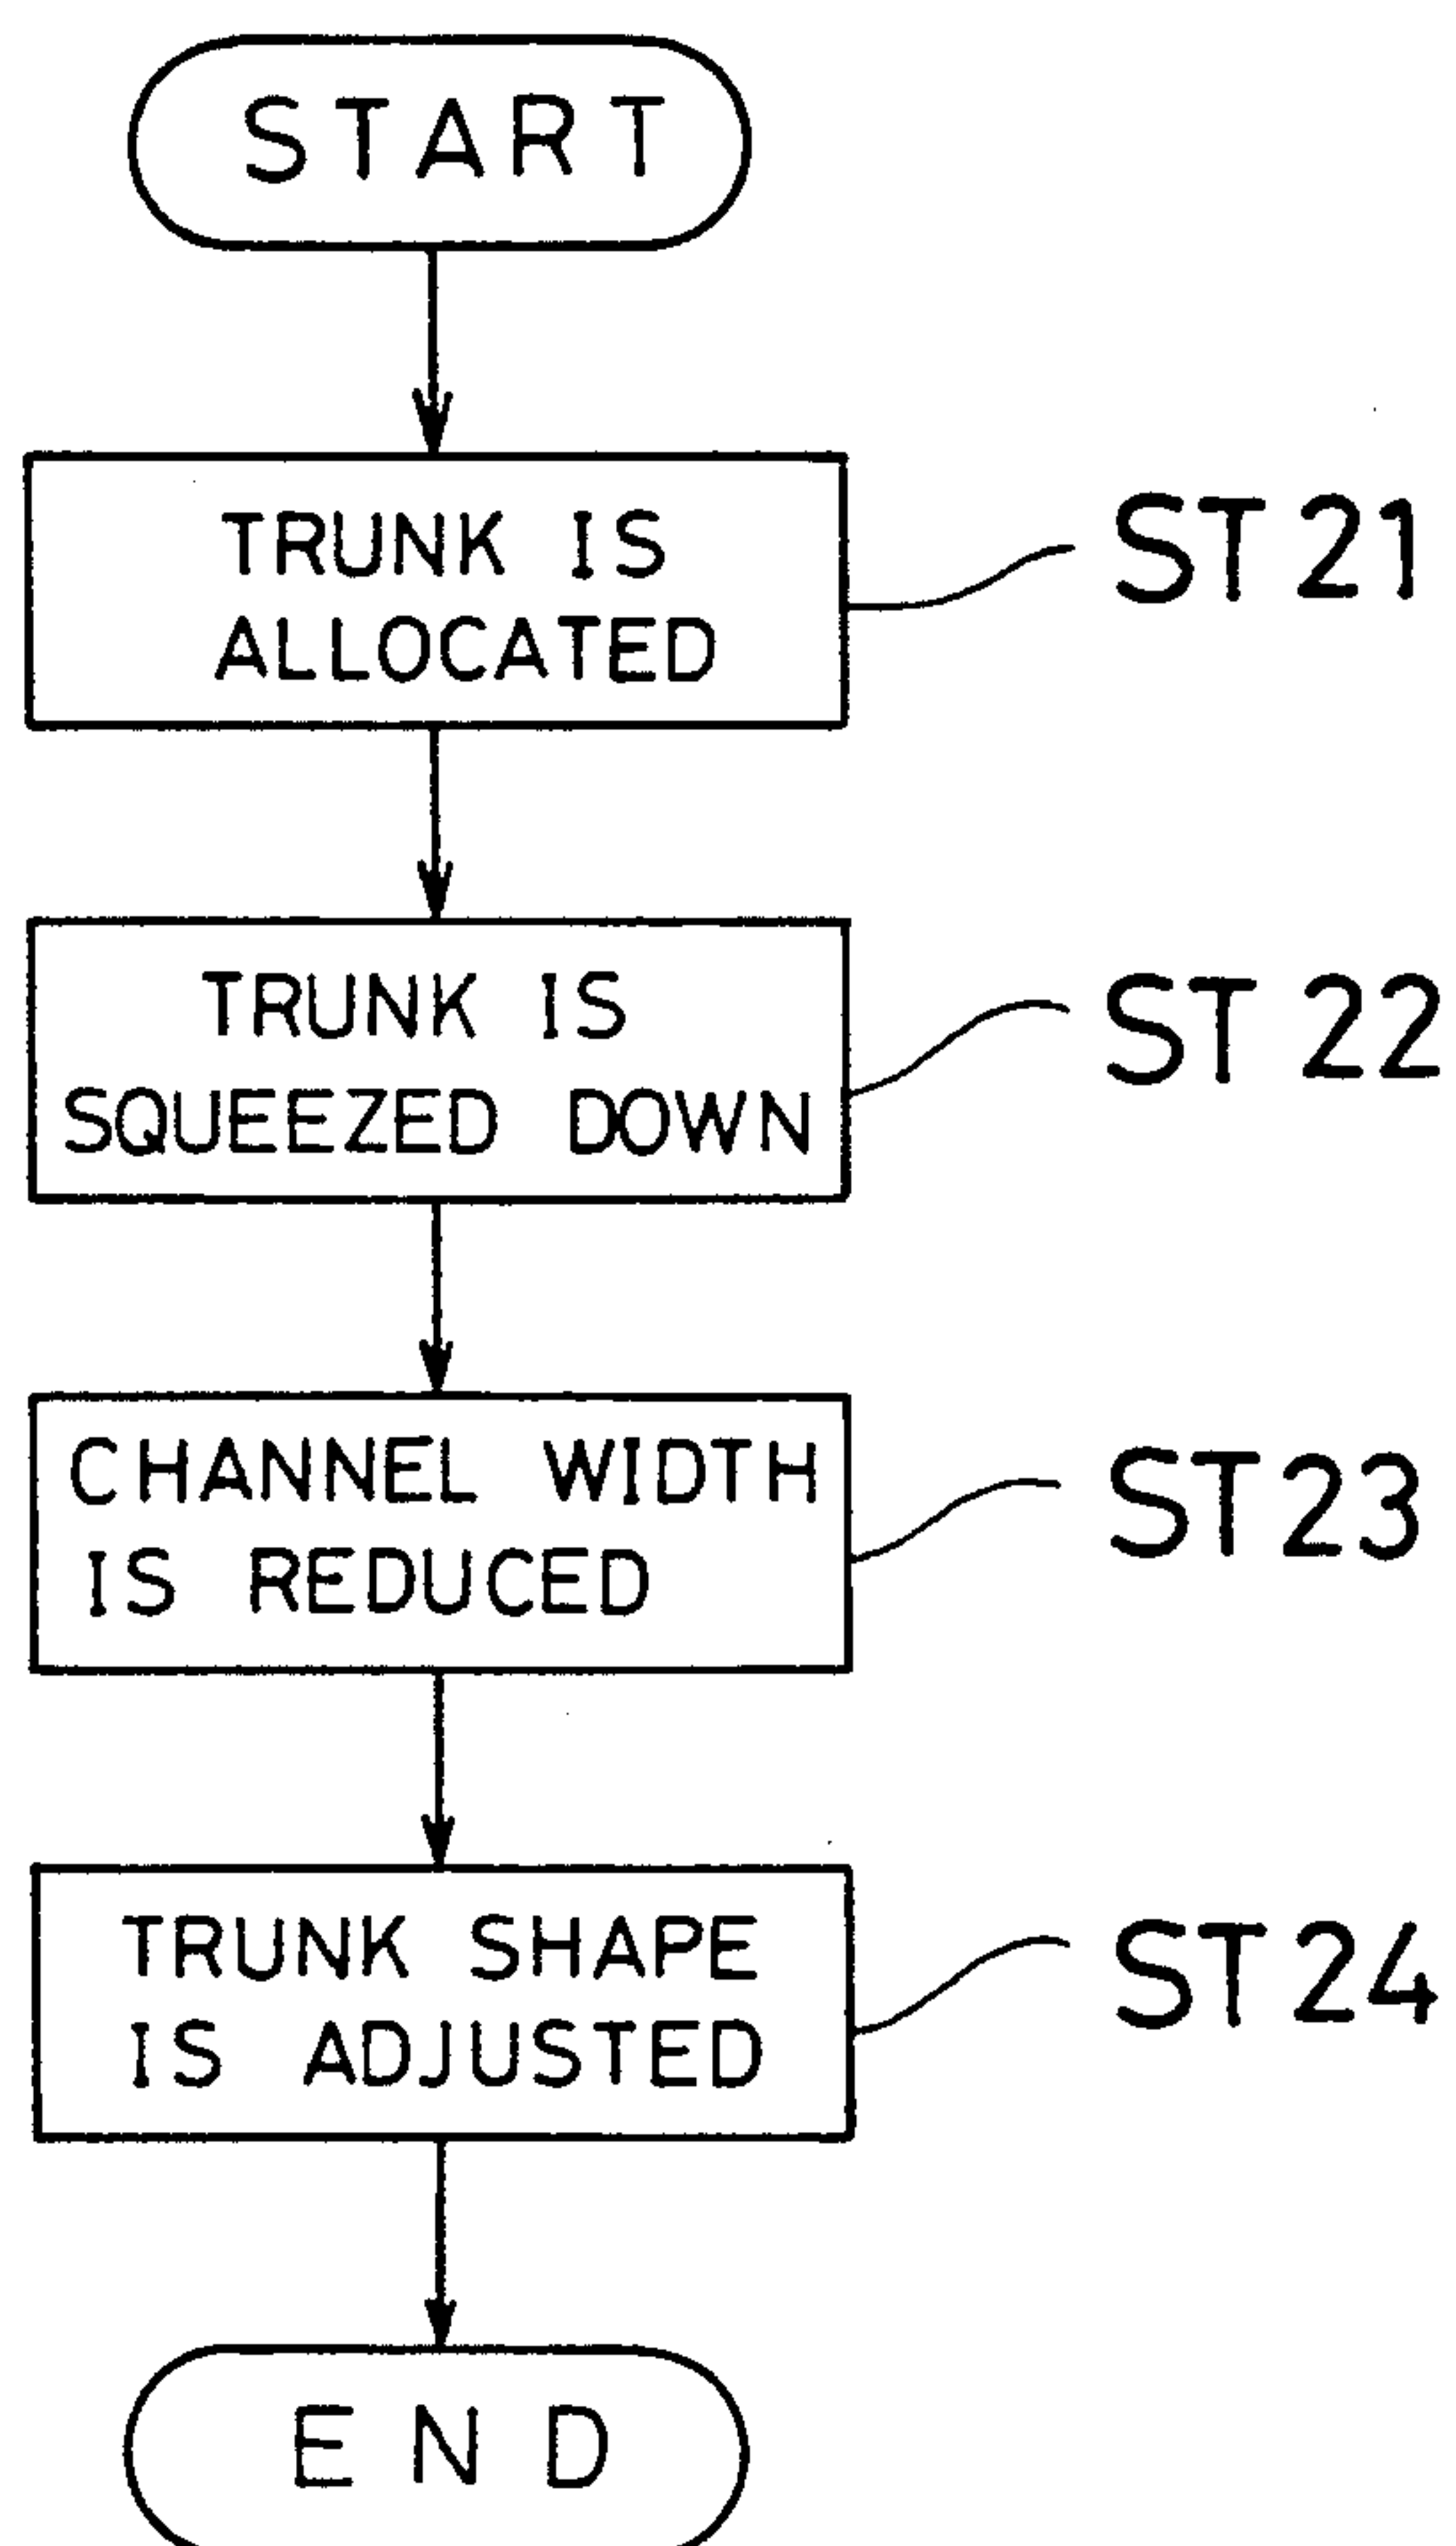 START
TRUNK IS
ALLOCATED
ST21
TRUNK IS
SQUEEZED DOWN
ST22
CHANNEL WIDTH
IS REDUCED
ST23
TRUNK SHAPE
IS ADJUSTED
ST24
END